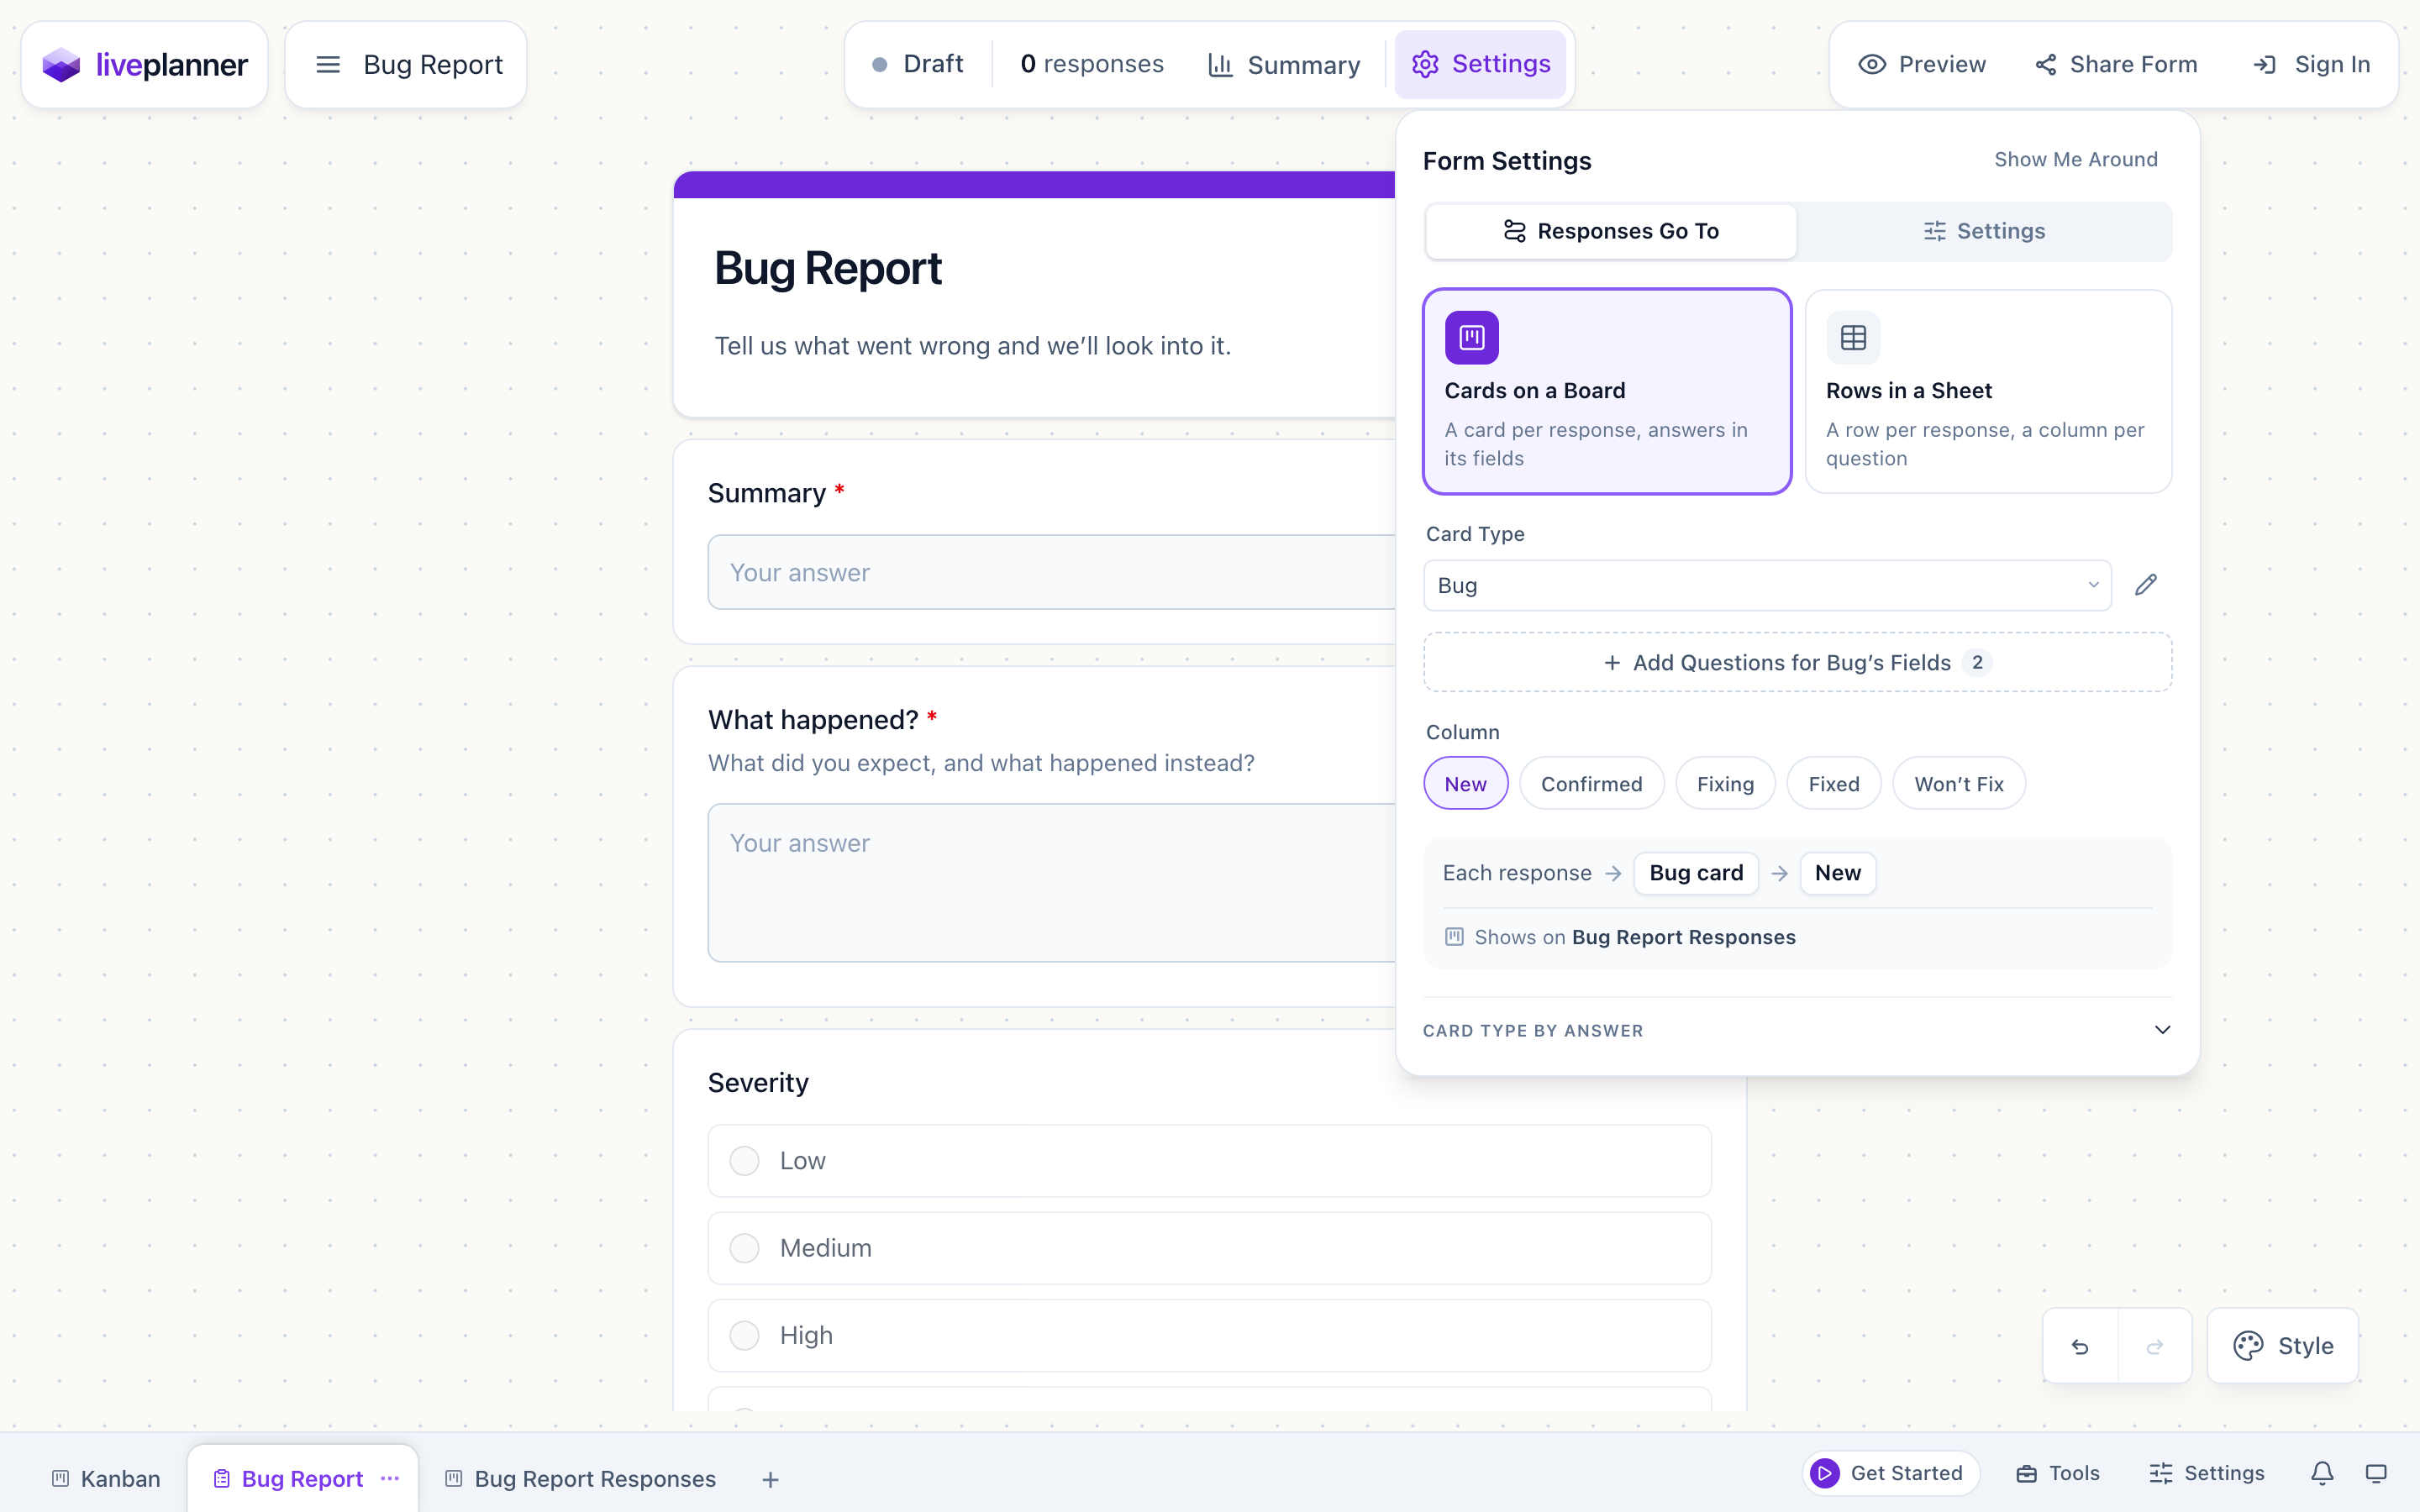 liveplanner
Bug Report
Draft
0 responses
Summary
Settings
Preview
Share Form
Sign In
Bug Report
Tell us what went wrong and we’ll look into it.
Summary *
Your answer
What happened? *
What did you expect, and what happened instead?
Your answer
Severity
Low
Medium
High
Form Settings
Show Me Around
Responses Go To
Settings
Cards on a Board
A card per response, answers in
its fields
Rows in a Sheet
A row per response, a column per
question
Card Type
Bug
Add Questions for Bug’s Fields 2
Column
New
Confirmed
Fixing
Fixed
Won’t Fix
Each response → Bug card → New
Shows on Bug Report Responses
CARD TYPE BY ANSWER
Style
Kanban
Bug Report
Bug Report Responses
Get Started
Tools
Settings